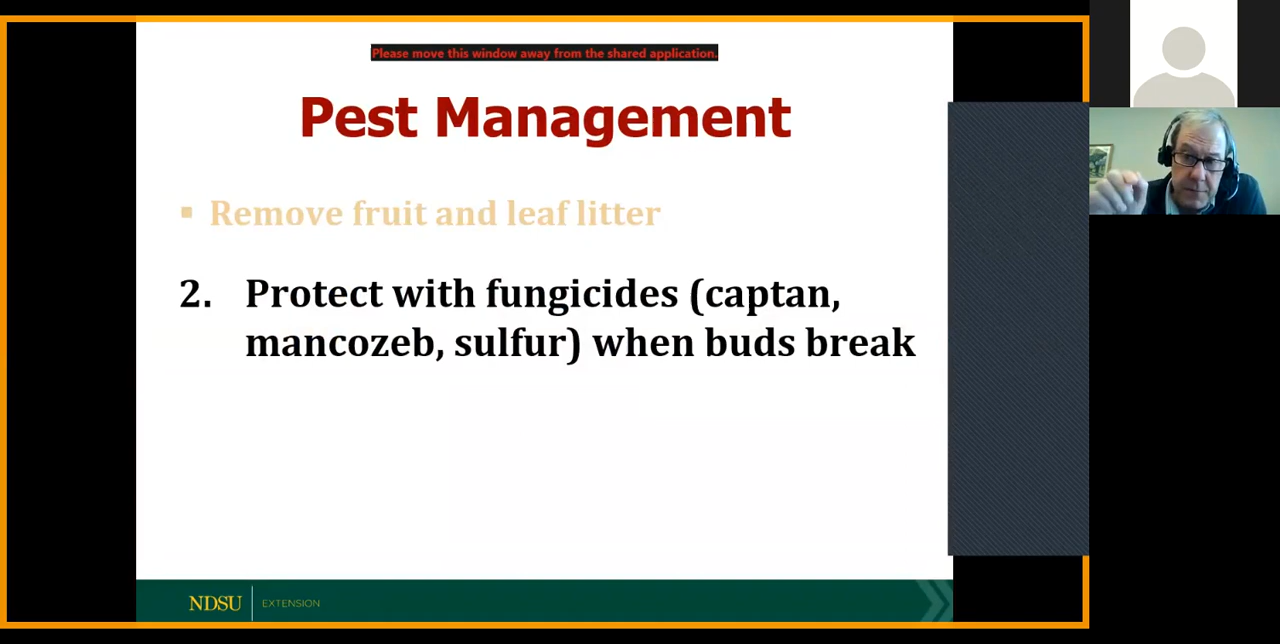 Please move this window away from the shared application.
Pest Management
▪ Remove fruit and leaf litter
2. Protect with fungicides (captan,
mancozeb, sulfur) when buds break
NDSU EXTENSION